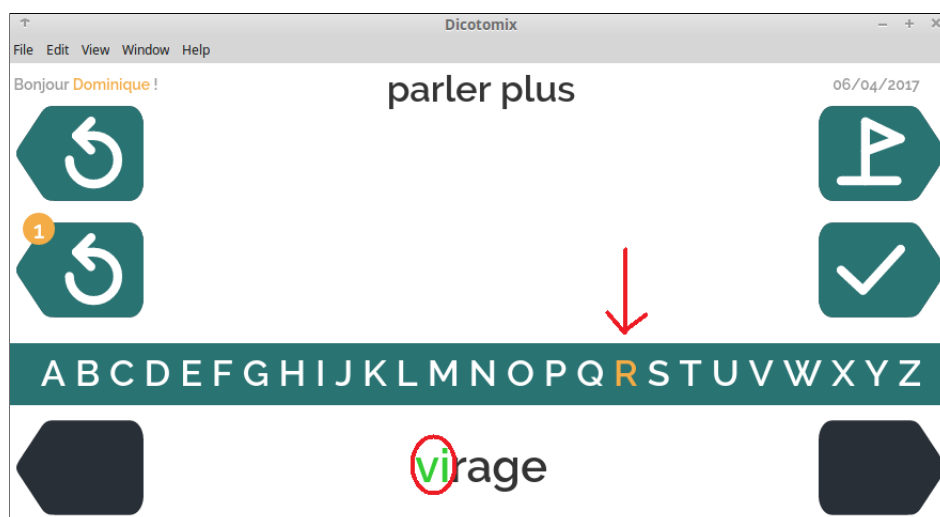 Dicotomix
File Edit View Window Help
Bonjour Dominique !
parler plus
06/04/2017
1
A B C D E F G H I J K L M N O P Q R S T U V W X Y Z
virage